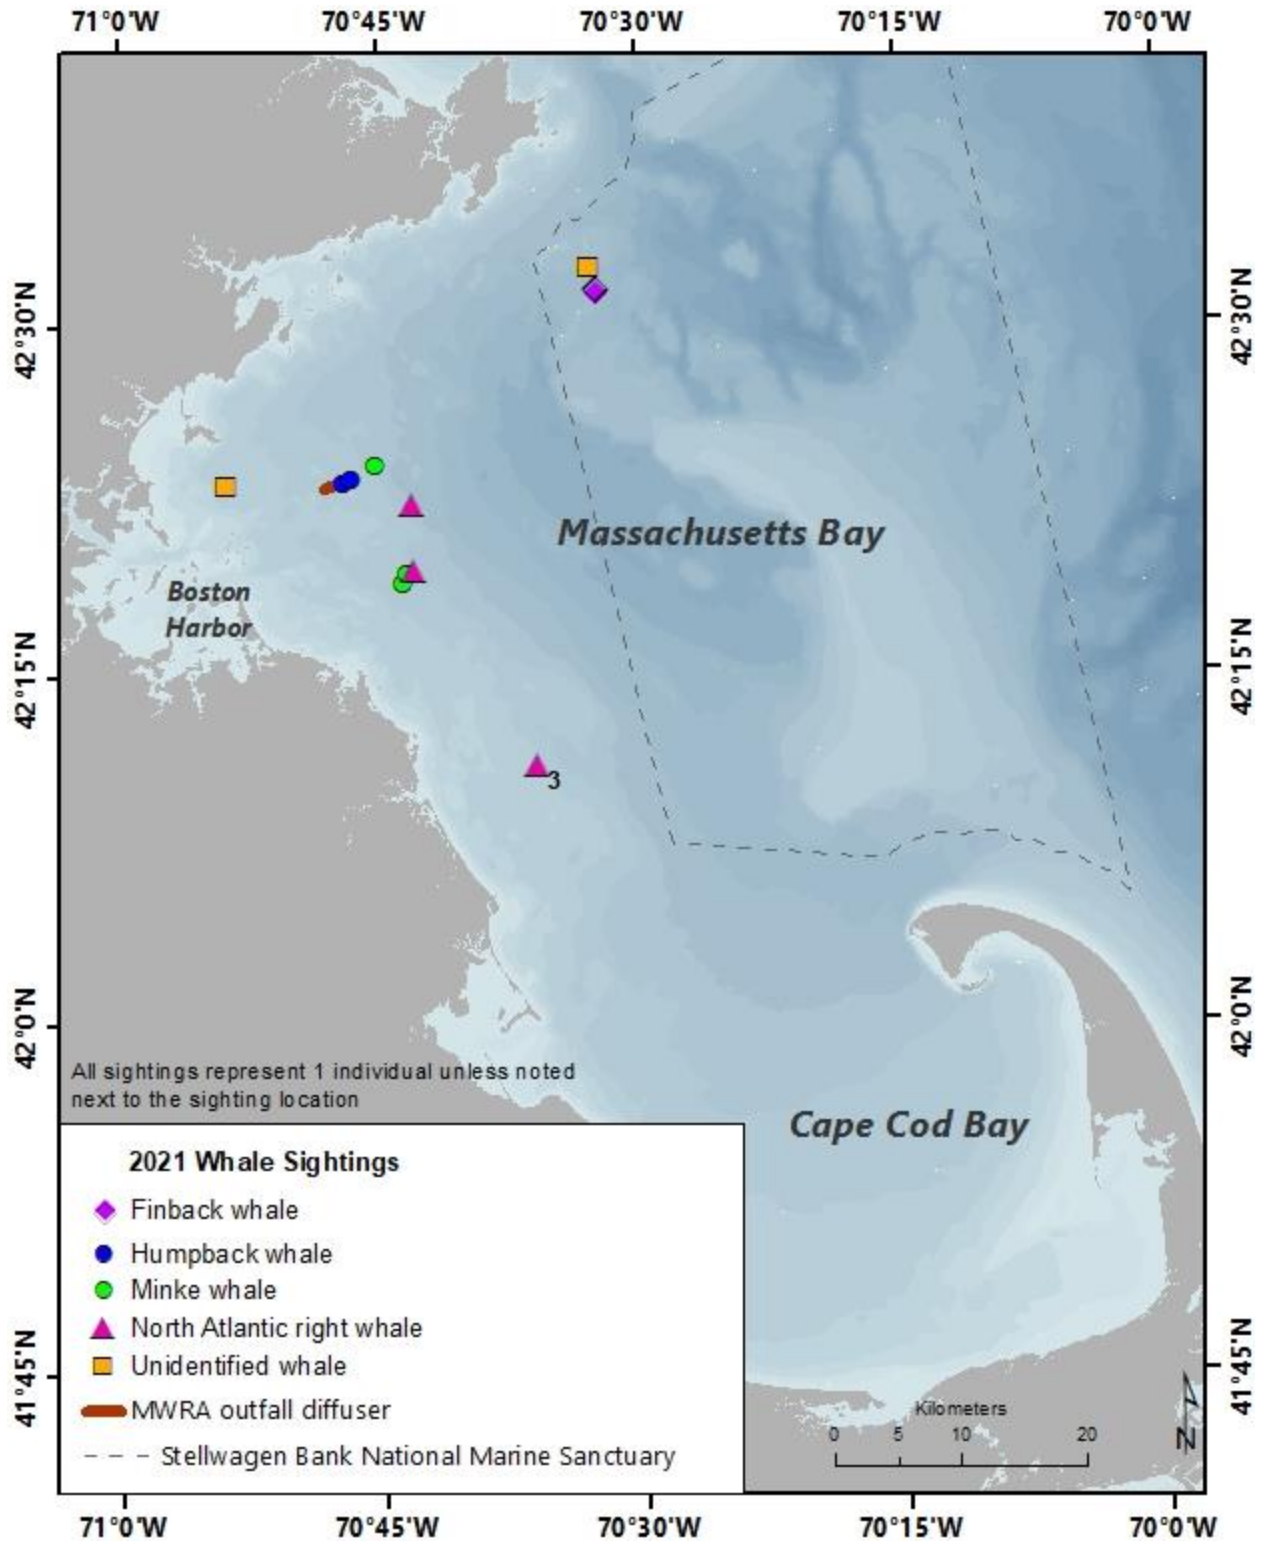 71°0'W 70°45'W 70°30'W 70°15'W 70°0'W
42°30'N 42°30'N
Massachusetts Bay
Boston
Harbor
42°15'N 42°15'N
3
42°0'N 42°0'N
All sightings represent 1 individual unless noted
next to the sighting location
Cape Cod Bay
2021 Whale Sightings
Finback whale
Humpback whale
Minke whale
North Atlantic right whale
Unidentified whale
MWRA outfall diffuser
Stellwagen Bank National Marine Sanctuary
41°45'N 41°45'N
Kilometers
0 5 10 20
N
71°0'W 70°45'W 70°30'W 70°15'W 70°0'W